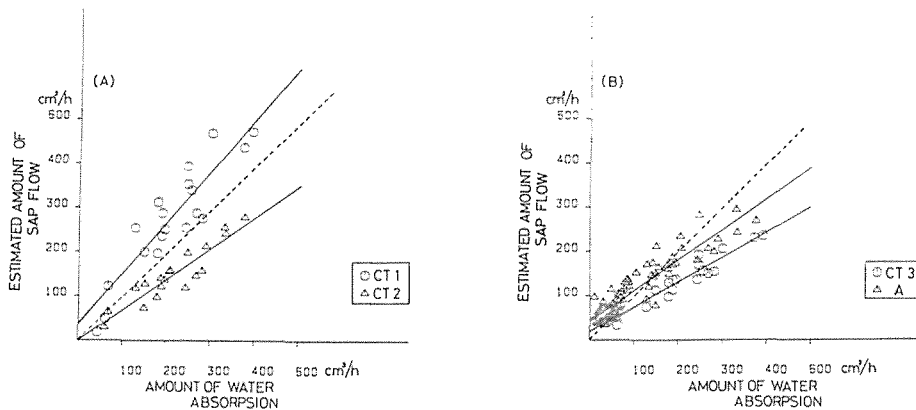 (A)
cm³/h
500
400
300
200
100
ESTIMATED AMOUNT OF
SAP FLOW
CT 1
CT 2
100 200 300 400 500 cm³/h
AMOUNT OF WATER
ABSORPSION
(B)
cm³/h
500
400
300
200
100
ESTIMATED AMOUNT OF
SAP FLOW
CT 3
A
100 200 300 400 500 cm³/h
AMOUNT OF WATER
ABSORPSION